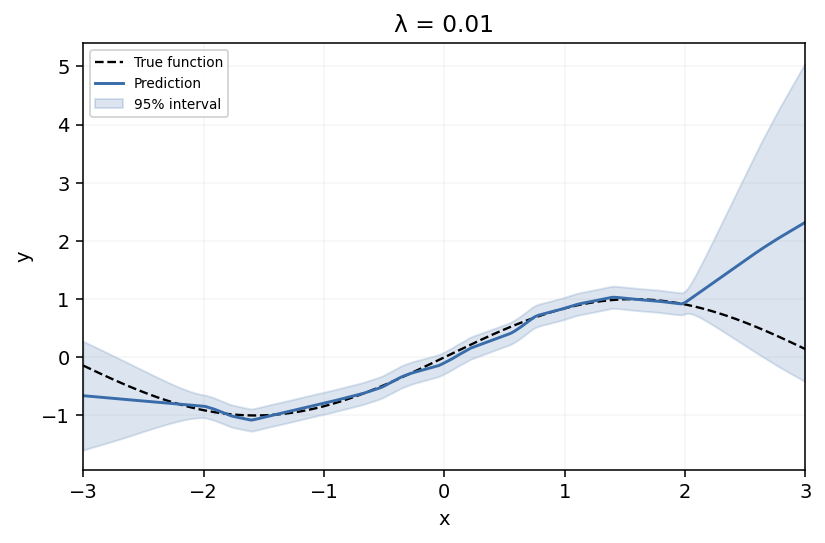 λ = 0.01
True function
Prediction
95% interval
5
4
3
2
1
0
−1
y
−3
−2
−1
0
1
2
3
x